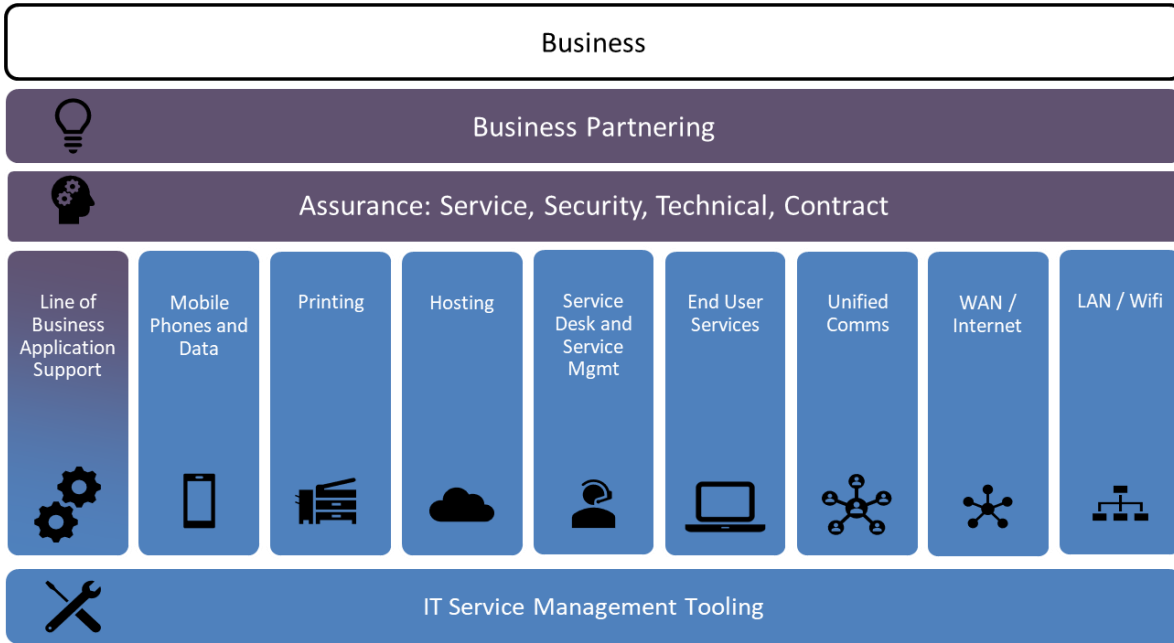 Business
Business Partnering
Assurance: Service, Security, Technical, Contract
Line of
Business
Application
Support
Mobile
Phones and
Data
Printing
Hosting
Service
Desk and
Service
Mgmt
End User
Services
Unified
Comms
WAN /
Internet
LAN / Wifi
IT Service Management Tooling